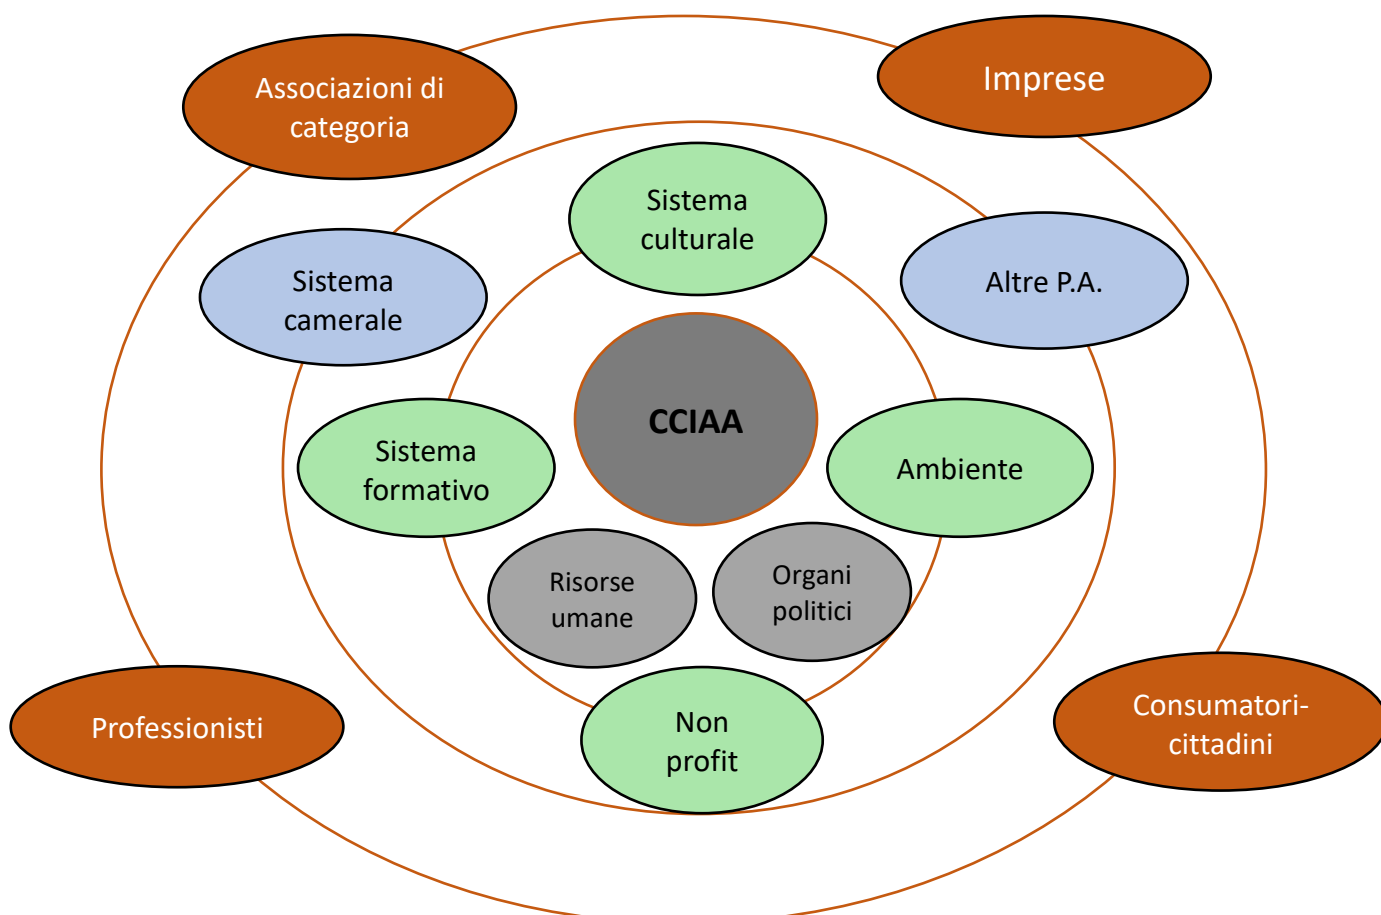 Associazioni di
categoria
Imprese
Sistema
culturale
Sistema
camerale
Altre P.A.
CCIAA
Sistema
formativo
Ambiente
Risorse
umane
Organi
politici
Professionisti
Non
profit
Consumatori-
cittadini